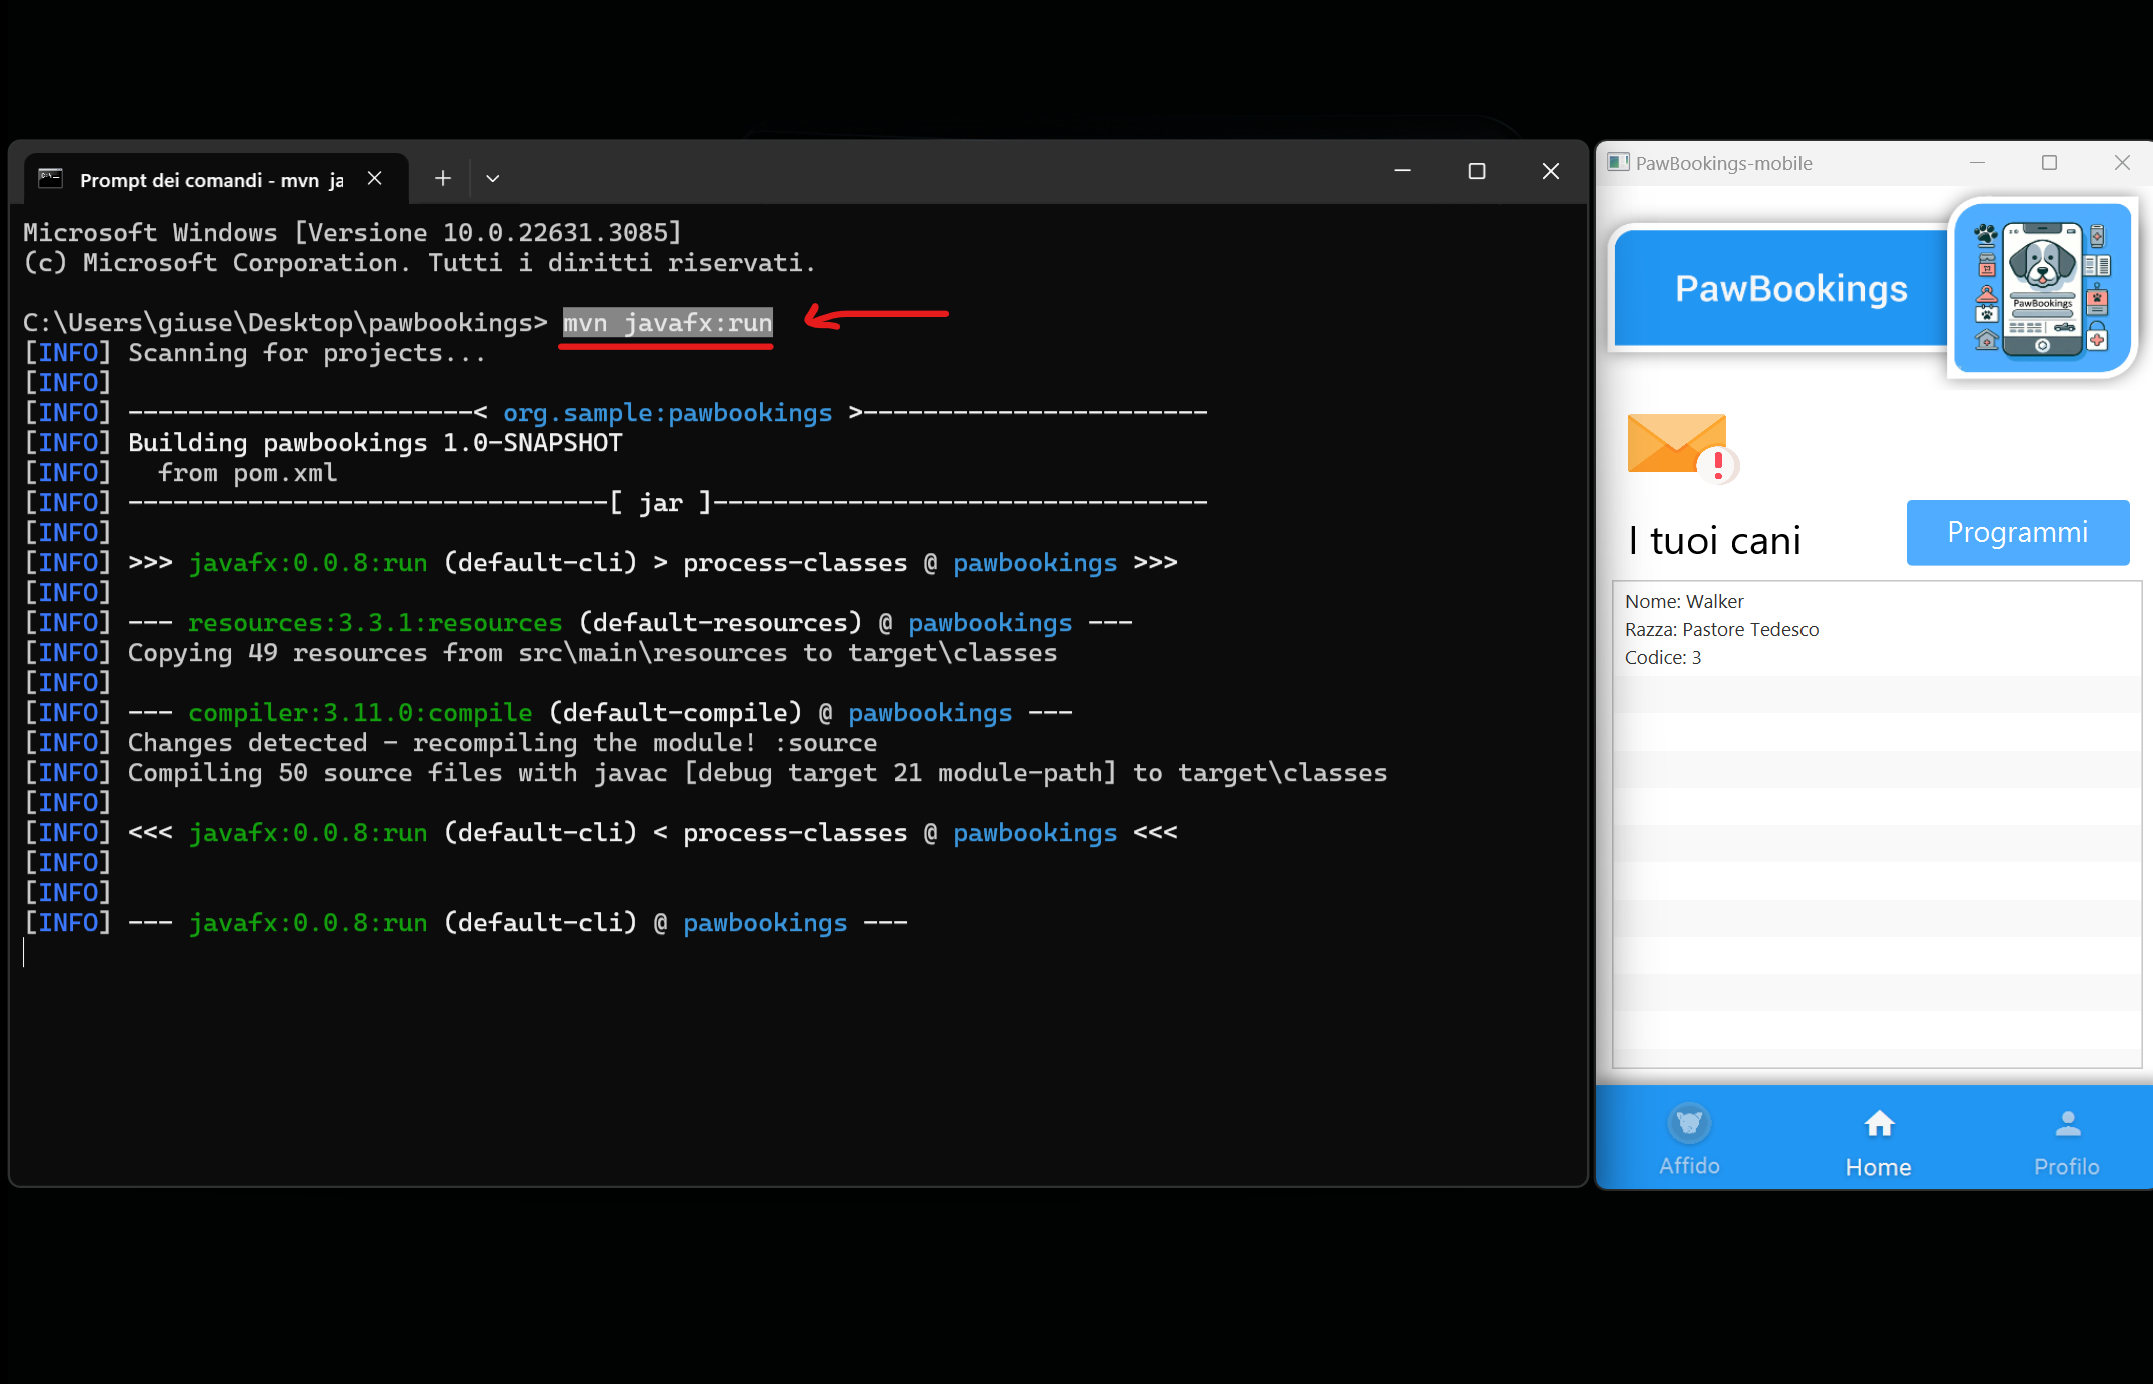 Prompt dei comandi - mvn ja
Microsoft Windows [Versione 10.0.22631.3085]
(c) Microsoft Corporation. Tutti i diritti riservati.
C:\Users\giuse\Desktop\pawbookings> mvn javafx:run
[INFO] Scanning for projects...
[INFO]
[INFO] -----------------------< org.sample:pawbookings >-----------------------
[INFO] Building pawbookings 1.0-SNAPSHOT
[INFO]   from pom.xml
[INFO] --------------------------------[ jar ]---------------------------------
[INFO]
[INFO] >>> javafx:0.0.8:run (default-cli) > process-classes @ pawbookings >>>
[INFO]
[INFO] --- resources:3.3.1:resources (default-resources) @ pawbookings ---
[INFO] Copying 49 resources from src\main\resources to target\classes
[INFO]
[INFO] --- compiler:3.11.0:compile (default-compile) @ pawbookings ---
[INFO] Changes detected - recompiling the module! :source
[INFO] Compiling 50 source files with javac [debug target 21 module-path] to target\classes
[INFO]
[INFO] <<< javafx:0.0.8:run (default-cli) < process-classes @ pawbookings <<<
[INFO]
[INFO]
[INFO] --- javafx:0.0.8:run (default-cli) @ pawbookings ---
PawBookings-mobile
PawBookings
PawBookings
I tuoi cani
Programmi
Nome: Walker
Razza: Pastore Tedesco
Codice: 3
Affido
Home
Profilo